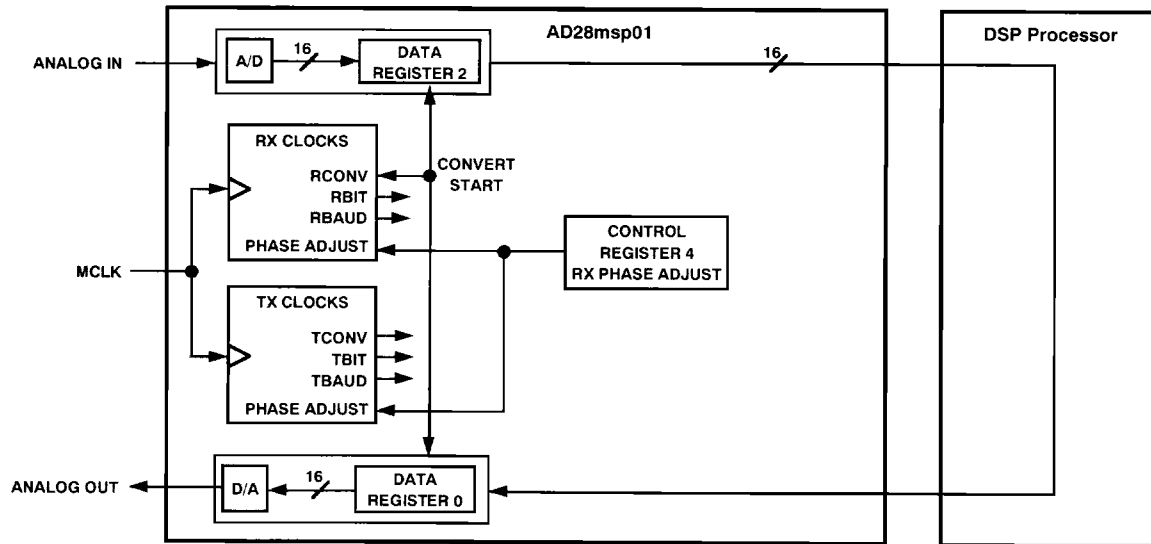 AD28msp01
DSP Processor
ANALOG IN
A/D
16
DATA
REGISTER 2
16
RX CLOCKS
RCONV
RBIT
RBAUD
PHASE ADJUST
CONVERT
START
CONTROL
REGISTER 4
RX PHASE ADJUST
MCLK
TX CLOCKS
TCONV
TBIT
TBAUD
PHASE ADJUST
ANALOG OUT
D/A
16
DATA
REGISTER 0